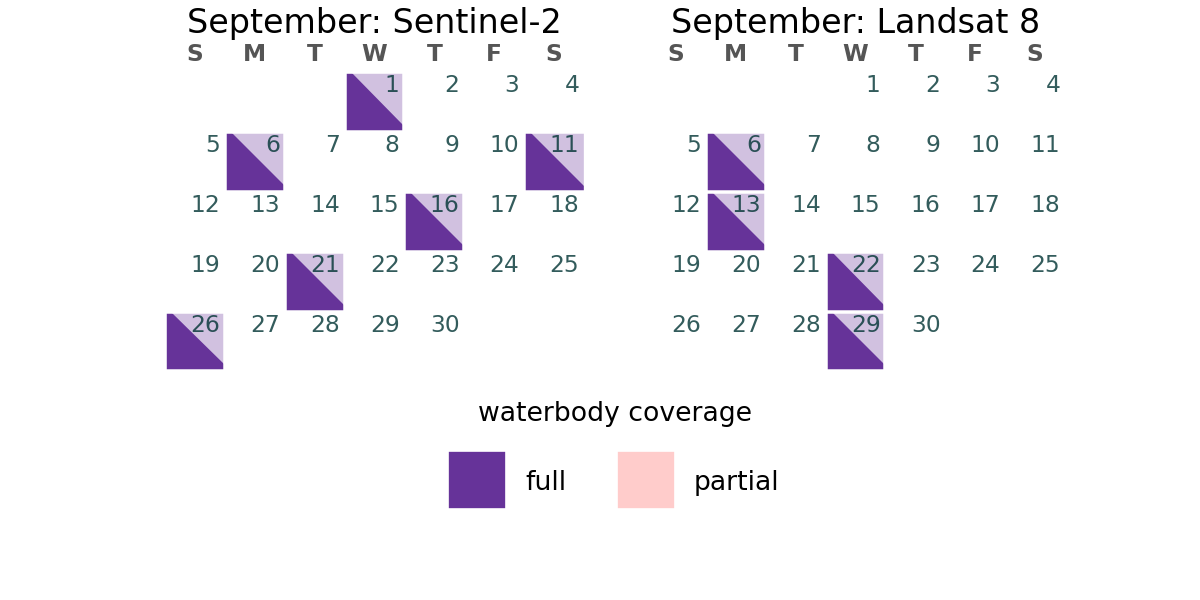 September: Sentinel-2
S M T W T F S
1 2 3 4
5 6 7 8 9 10 11
12 13 14 15 16 17 18
19 20 21 22 23 24 25
26 27 28 29 30
September: Landsat 8
S M T W T F S
1 2 3 4
5 6 7 8 9 10 11
12 13 14 15 16 17 18
19 20 21 22 23 24 25
26 27 28 29 30
waterbody coverage
full partial